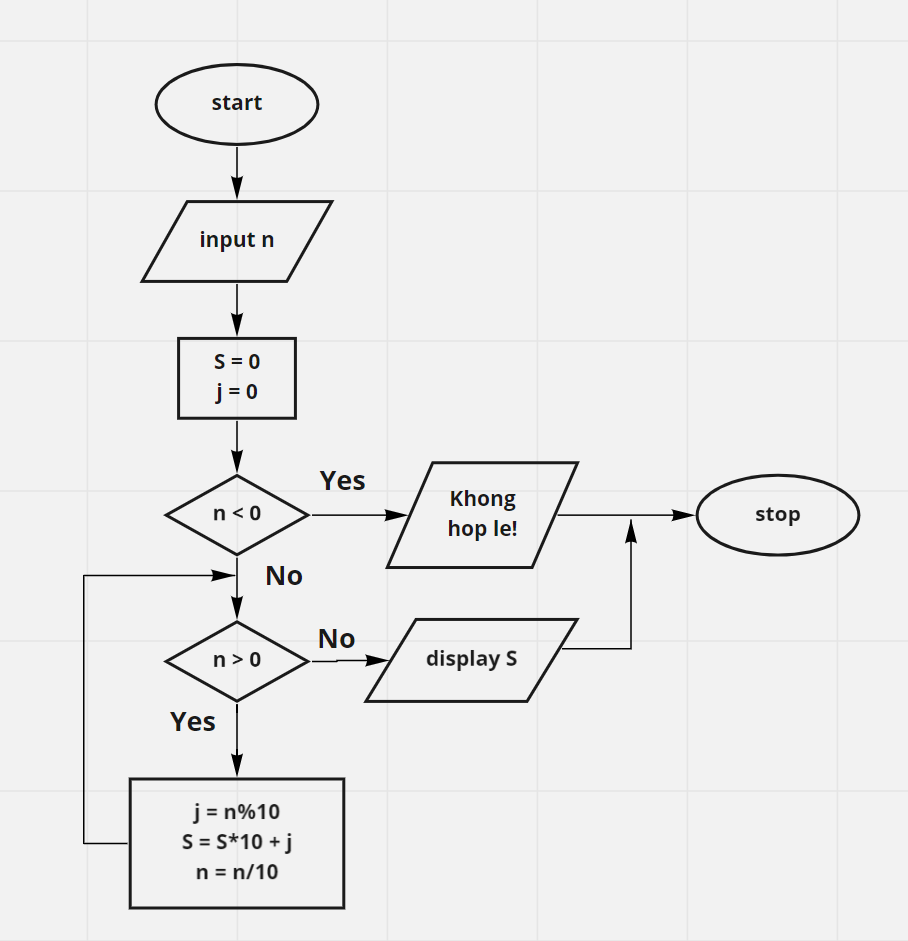 start
input n
S = 0
j = 0
n < 0
Yes
Khong
hop le!
stop
No
n > 0
No
display S
Yes
j = n%10
S = S*10 + j
n = n/10